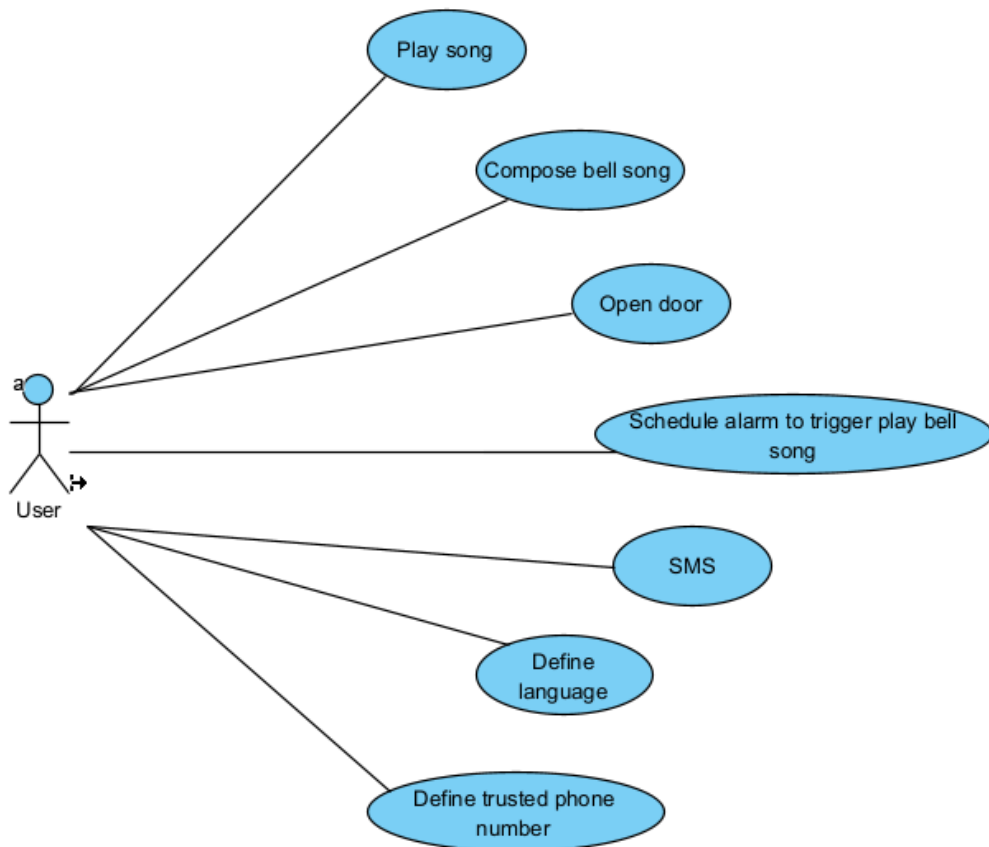 Play song
Compose bell song
Open door
a
Schedule alarm to trigger play bell
song
User
SMS
Define
language
Define trusted phone
number